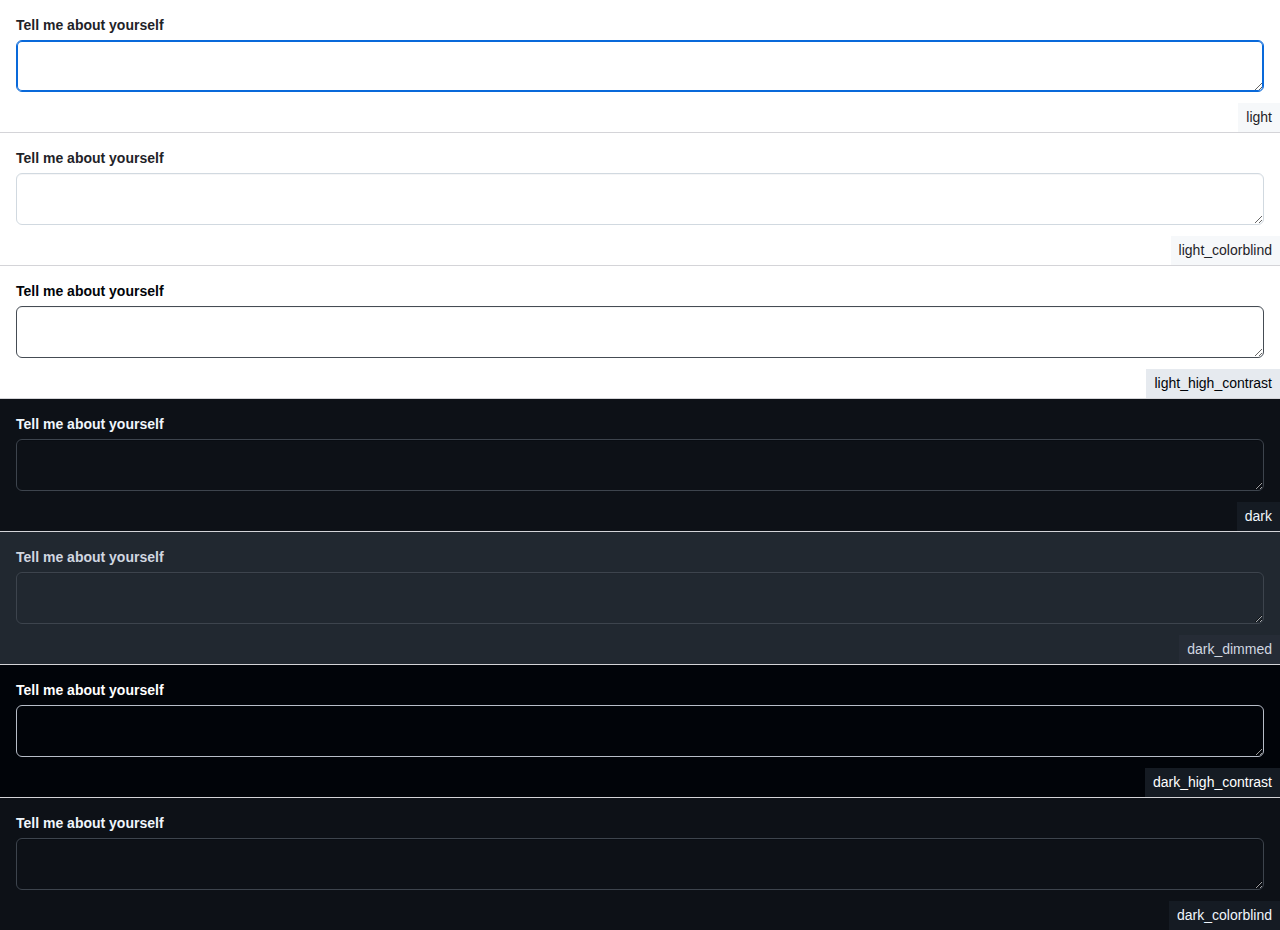 Tell me about yourself
light
Tell me about yourself
light_colorblind
Tell me about yourself
light_high_contrast
Tell me about yourself
dark
Tell me about yourself
dark_dimmed
Tell me about yourself
dark_high_contrast
Tell me about yourself
dark_colorblind